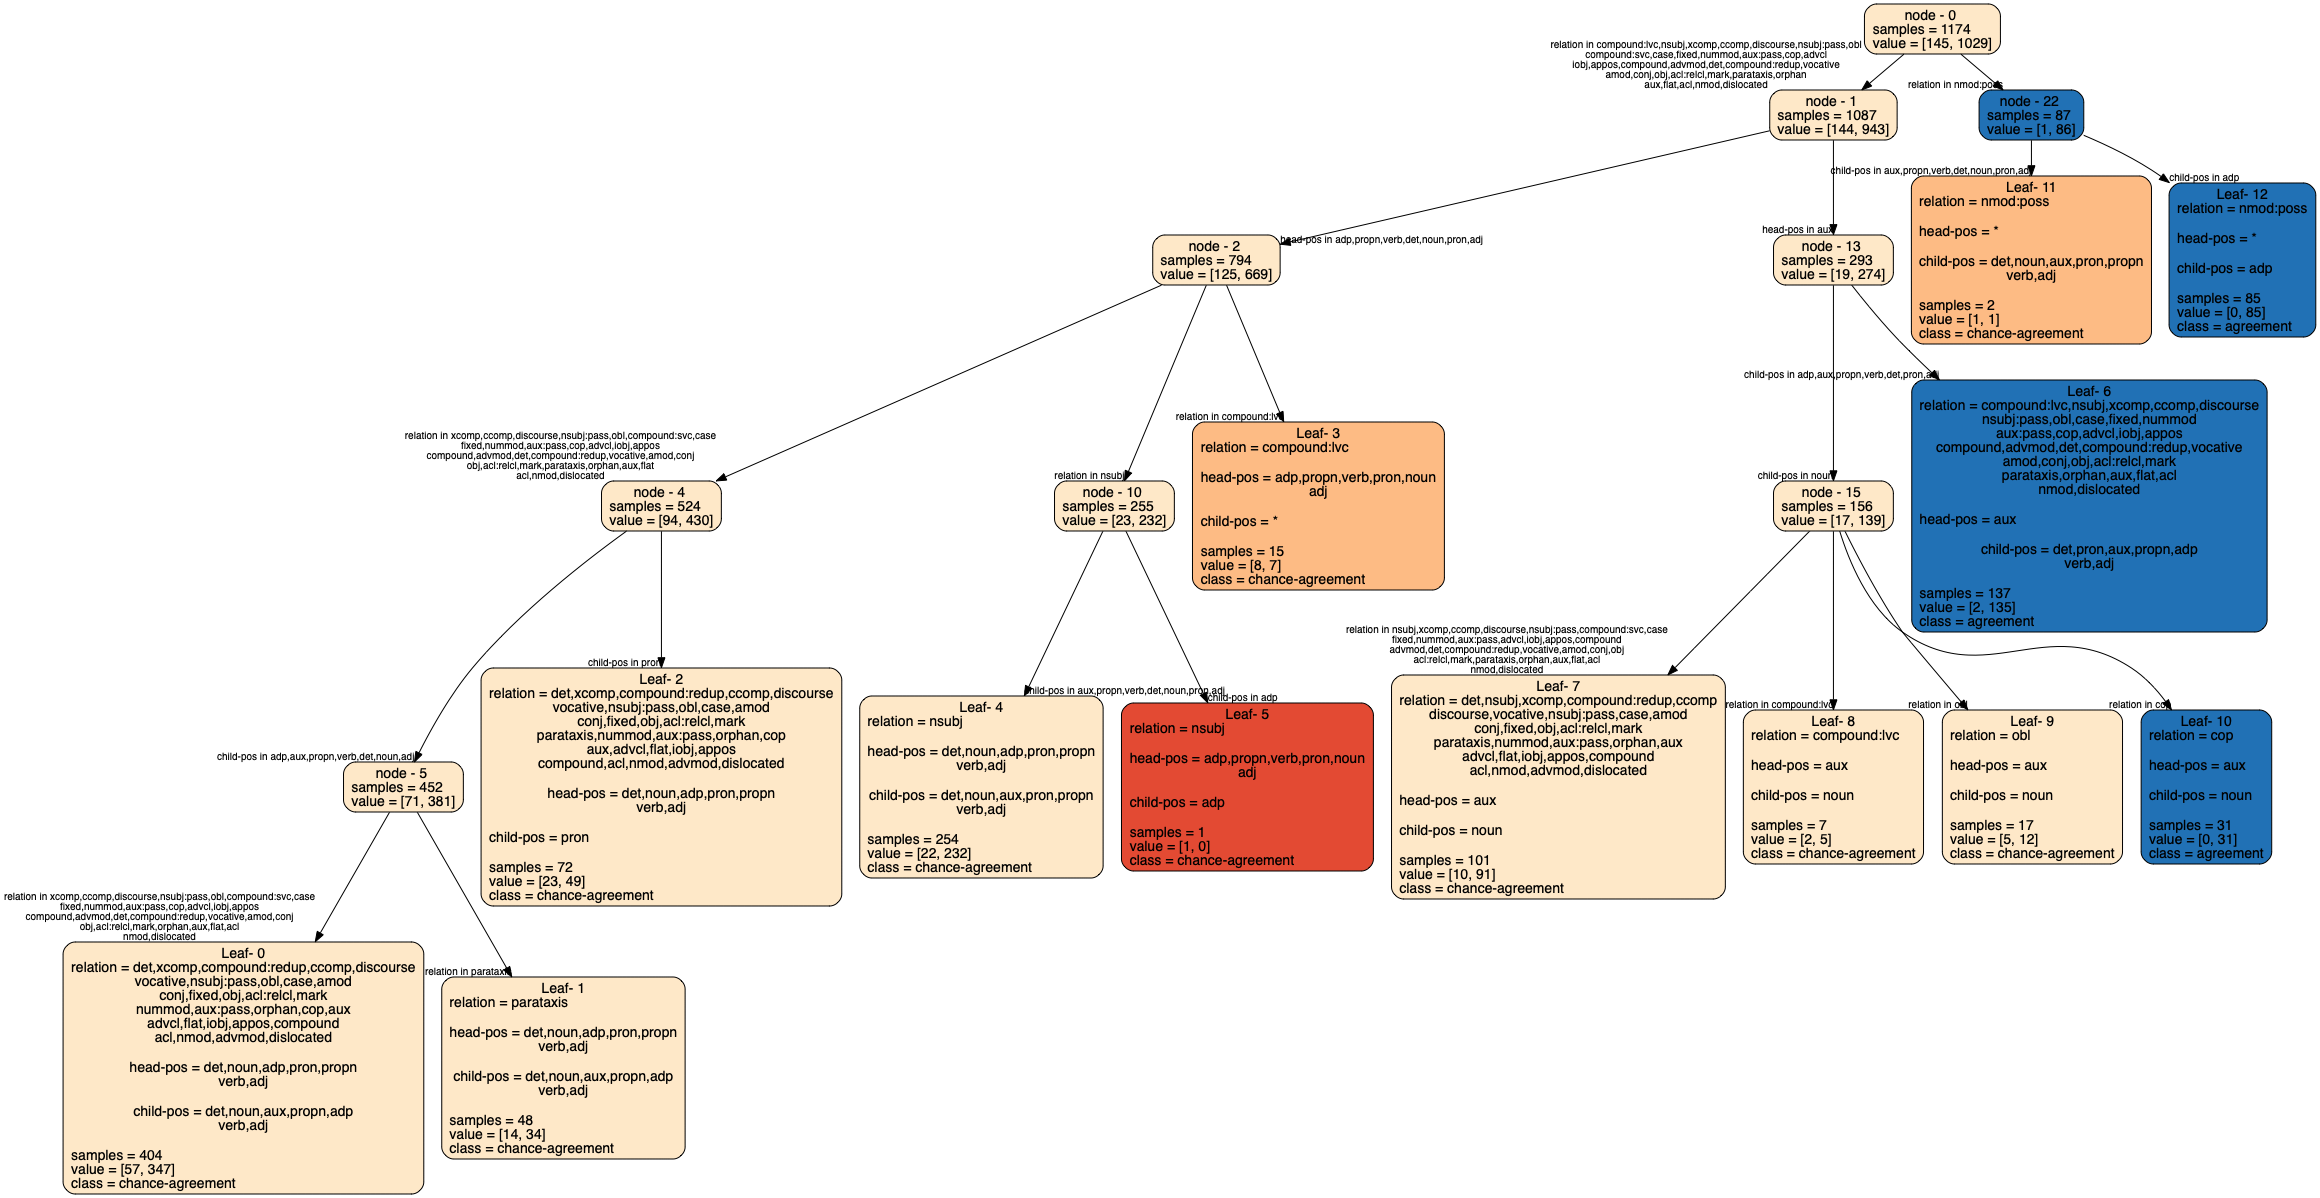 node - 0
samples = 1174
value = [145, 1029]
relation in compound:lvc,nsubj,xcomp,ccomp,discourse,nsubj:pass,obl
compound:svc,case,fixed,nummod,aux:pass,cop,advcl
iobj,appos,compound,advmod,det,compound:redup,vocative
amod,conj,obj,acl:relcl,mark,parataxis,orphan
aux,flat,acl,nmod,dislocated
relation in nmod:poss
node - 1
samples = 1087
value = [144, 943]
node - 22
samples = 87
value = [1, 86]
child-pos in aux,propn,verb,det,noun,pron,adj
child-pos in adp
Leaf- 11
relation = nmod:poss
head-pos = *
child-pos = det,noun,aux,pron,propn
verb,adj
samples = 2
value = [1, 1]
class = chance-agreement
Leaf- 12
relation = nmod:poss
head-pos = *
child-pos = adp
samples = 85
value = [0, 85]
class = agreement
head-pos in adp,propn,verb,det,noun,pron,adj
head-pos in aux
node - 2
samples = 794
value = [125, 669]
node - 13
samples = 293
value = [19, 274]
child-pos in adp,aux,propn,verb,det,pron,adj
Leaf- 6
relation = compound:lvc,nsubj,xcomp,ccomp,discourse
nsubj:pass,obl,case,fixed,nummod
aux:pass,cop,advcl,iobj,appos
compound,advmod,det,compound:redup,vocative
amod,conj,obj,acl:relcl,mark
parataxis,orphan,aux,flat,acl
nmod,dislocated
head-pos = aux
child-pos = det,pron,aux,propn,adp
verb,adj
samples = 137
value = [2, 135]
class = agreement
relation in xcomp,ccomp,discourse,nsubj:pass,obl,compound:svc,case
fixed,nummod,aux:pass,cop,advcl,iobj,appos
compound,advmod,det,compound:redup,vocative,amod,conj
obj,acl:relcl,mark,parataxis,orphan,aux,flat
acl,nmod,dislocated
relation in nsubj
relation in compound:lvc
child-pos in noun
node - 4
samples = 524
value = [94, 430]
node - 10
samples = 255
value = [23, 232]
Leaf- 3
relation = compound:lvc
head-pos = adp,propn,verb,pron,noun
adj
child-pos = *
samples = 15
value = [8, 7]
class = chance-agreement
node - 15
samples = 156
value = [17, 139]
child-pos in adp,aux,propn,verb,det,noun,adj
child-pos in pron
node - 5
samples = 452
value = [71, 381]
Leaf- 2
relation = det,xcomp,compound:redup,ccomp,discourse
vocative,nsubj:pass,obl,case,amod
conj,fixed,obj,acl:relcl,mark
parataxis,nummod,aux:pass,orphan,cop
aux,advcl,flat,iobj,appos
compound,acl,nmod,advmod,dislocated
head-pos = det,noun,adp,pron,propn
verb,adj
child-pos = pron
samples = 72
value = [23, 49]
class = chance-agreement
child-pos in aux,propn,verb,det,noun,pron,adj
child-pos in adp
Leaf- 4
relation = nsubj
head-pos = det,noun,adp,pron,propn
verb,adj
child-pos = det,noun,aux,pron,propn
verb,adj
samples = 254
value = [22, 232]
class = chance-agreement
Leaf- 5
relation = nsubj
head-pos = adp,propn,verb,pron,noun
adj
child-pos = adp
samples = 1
value = [1, 0]
class = chance-agreement
relation in nsubj,xcomp,ccomp,discourse,nsubj:pass,compound:svc,case
fixed,nummod,aux:pass,advcl,iobj,appos,compound
advmod,det,compound:redup,vocative,amod,conj,obj
acl:relcl,mark,parataxis,orphan,aux,flat,acl
nmod,dislocated
relation in compound:lvc
relation in obl
relation in cop
Leaf- 7
relation = det,nsubj,xcomp,compound:redup,ccomp
discourse,vocative,nsubj:pass,case,amod
conj,fixed,obj,acl:relcl,mark
parataxis,nummod,aux:pass,orphan,aux
advcl,flat,iobj,appos,compound
acl,nmod,advmod,dislocated
head-pos = aux
child-pos = noun
samples = 101
value = [10, 91]
class = chance-agreement
Leaf- 8
relation = compound:lvc
head-pos = aux
child-pos = noun
samples = 7
value = [2, 5]
class = chance-agreement
Leaf- 9
relation = obl
head-pos = aux
child-pos = noun
samples = 17
value = [5, 12]
class = chance-agreement
Leaf- 10
relation = cop
head-pos = aux
child-pos = noun
samples = 31
value = [0, 31]
class = agreement
relation in xcomp,ccomp,discourse,nsubj:pass,obl,compound:svc,case
fixed,nummod,aux:pass,cop,advcl,iobj,appos
compound,advmod,det,compound:redup,vocative,amod,conj
obj,acl:relcl,mark,orphan,aux,flat,acl
nmod,dislocated
relation in parataxis
Leaf- 0
relation = det,xcomp,compound:redup,ccomp,discourse
vocative,nsubj:pass,obl,case,amod
conj,fixed,obj,acl:relcl,mark
nummod,aux:pass,orphan,cop,aux
advcl,flat,iobj,appos,compound
acl,nmod,advmod,dislocated
head-pos = det,noun,adp,pron,propn
verb,adj
child-pos = det,noun,aux,propn,adp
verb,adj
samples = 404
value = [57, 347]
class = chance-agreement
Leaf- 1
relation = parataxis
head-pos = det,noun,adp,pron,propn
verb,adj
child-pos = det,noun,aux,propn,adp
verb,adj
samples = 48
value = [14, 34]
class = chance-agreement